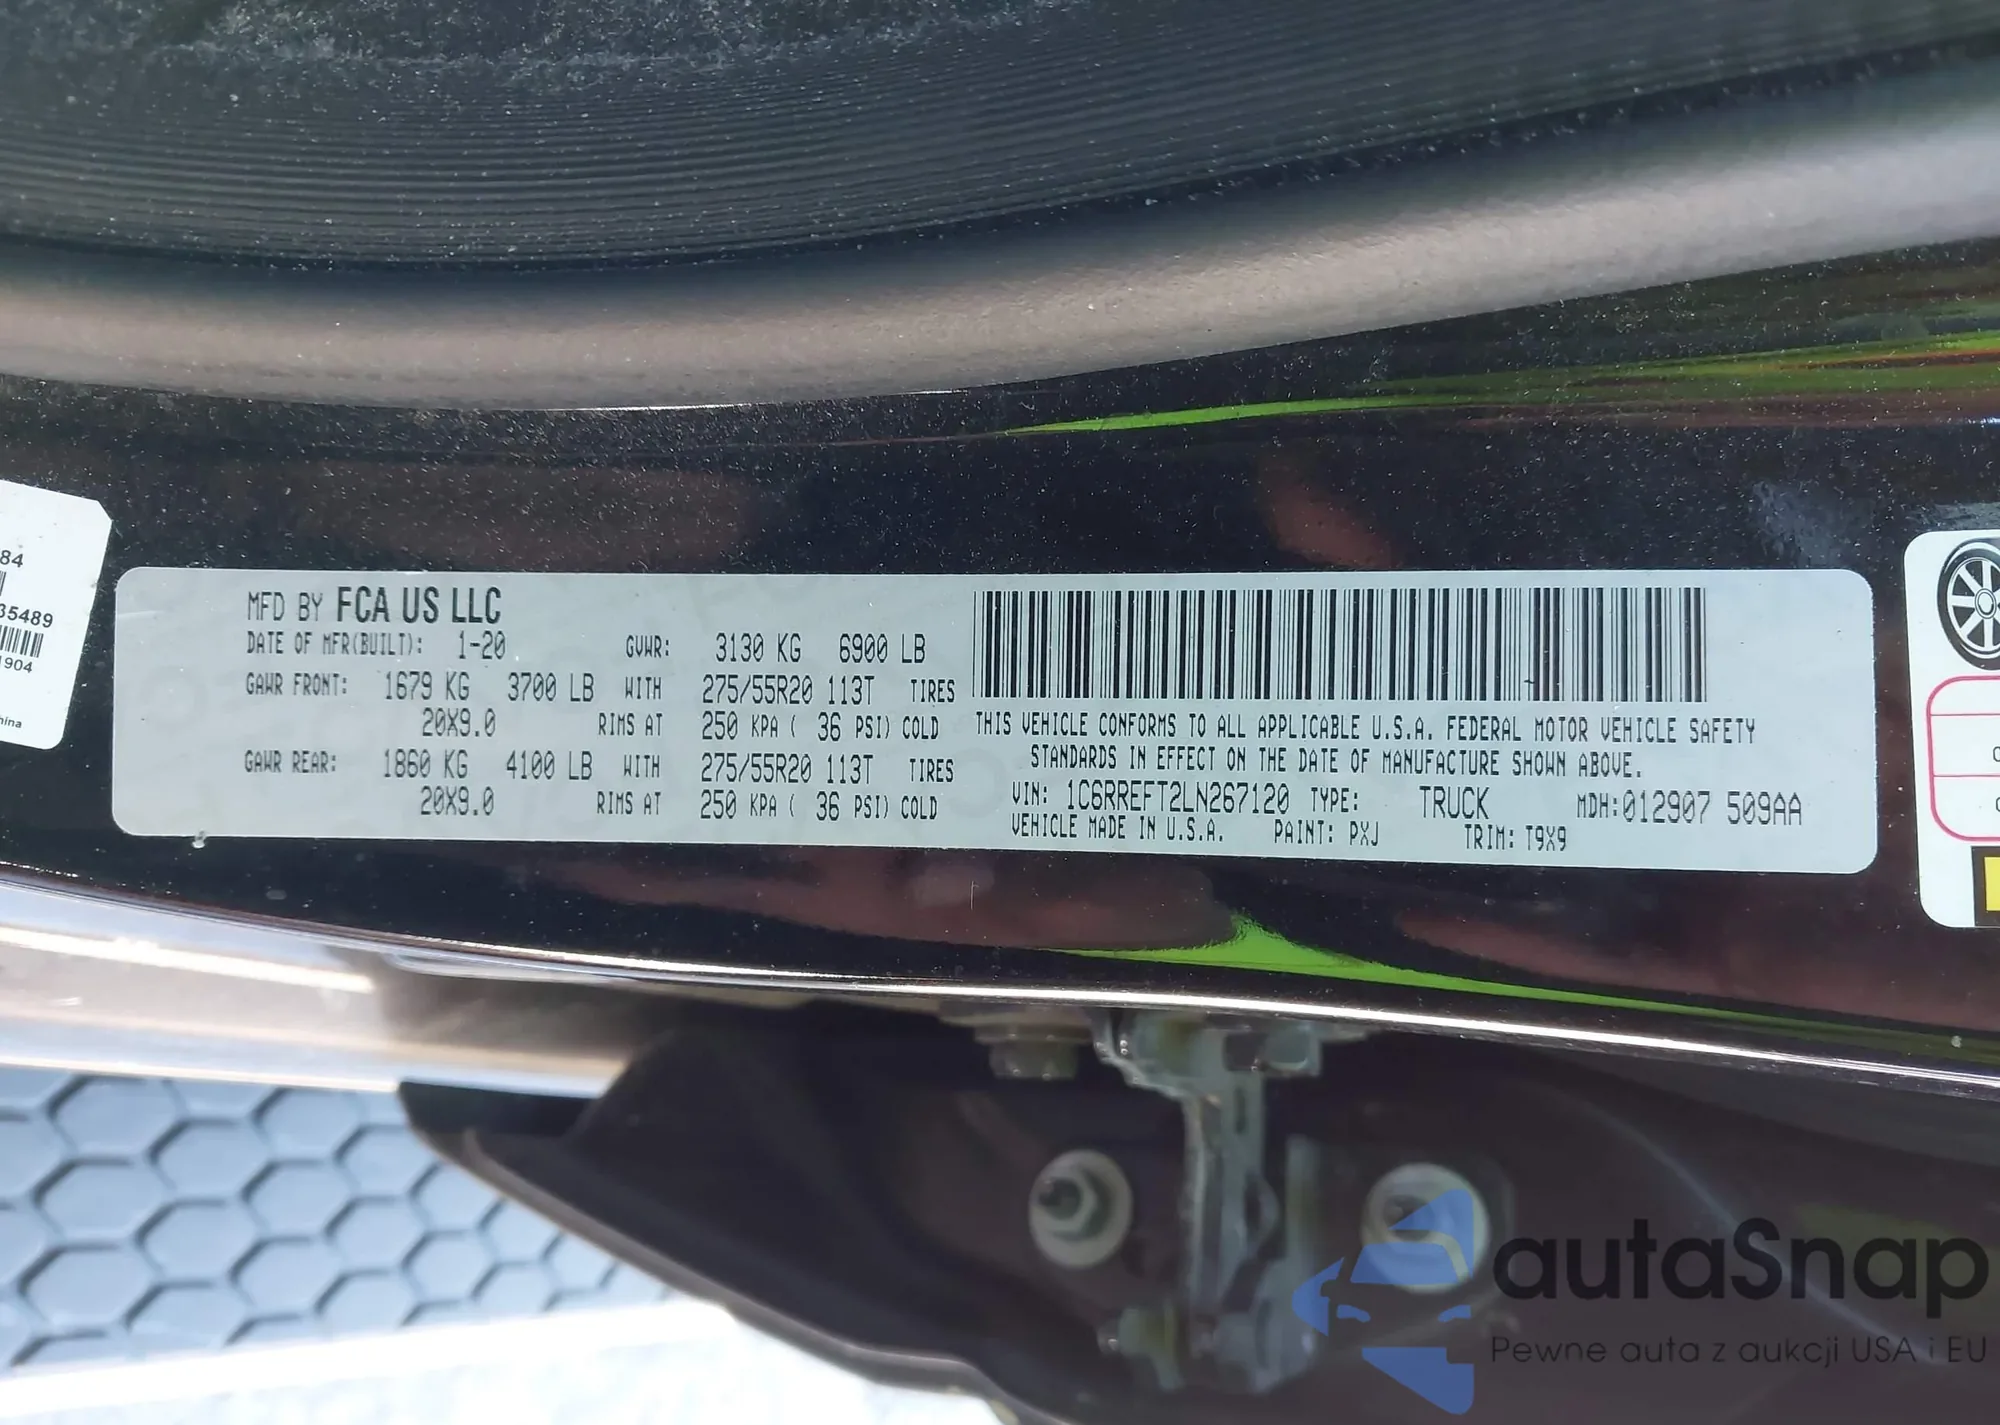 84
35489
1904
hina
MFD BY FCA US LLC
DATE OF MFR(BUILT): 1-20 GVWR: 3130 KG 6900 LB
GAWR FRONT: 1679 KG 3700 LB WITH 275/55R20 113T TIRES
20X9.0 RIMS AT 250 KPA ( 36 PSI) COLD
GAWR REAR: 1860 KG 4100 LB WITH 275/55R20 113T TIRES
20X9.0 RIMS AT 250 KPA ( 36 PSI) COLD
THIS VEHICLE CONFORMS TO ALL APPLICABLE U.S.A. FEDERAL MOTOR VEHICLE SAFETY
STANDARDS IN EFFECT ON THE DATE OF MANUFACTURE SHOWN ABOVE.
VIN: 1C6RREFT2LN267120 TYPE: TRUCK MDH:012907 509AA
VEHICLE MADE IN U.S.A. PAINT: PXJ TRIM: T9X9
autaSnap
Pewne auta z aukcji USA i EU